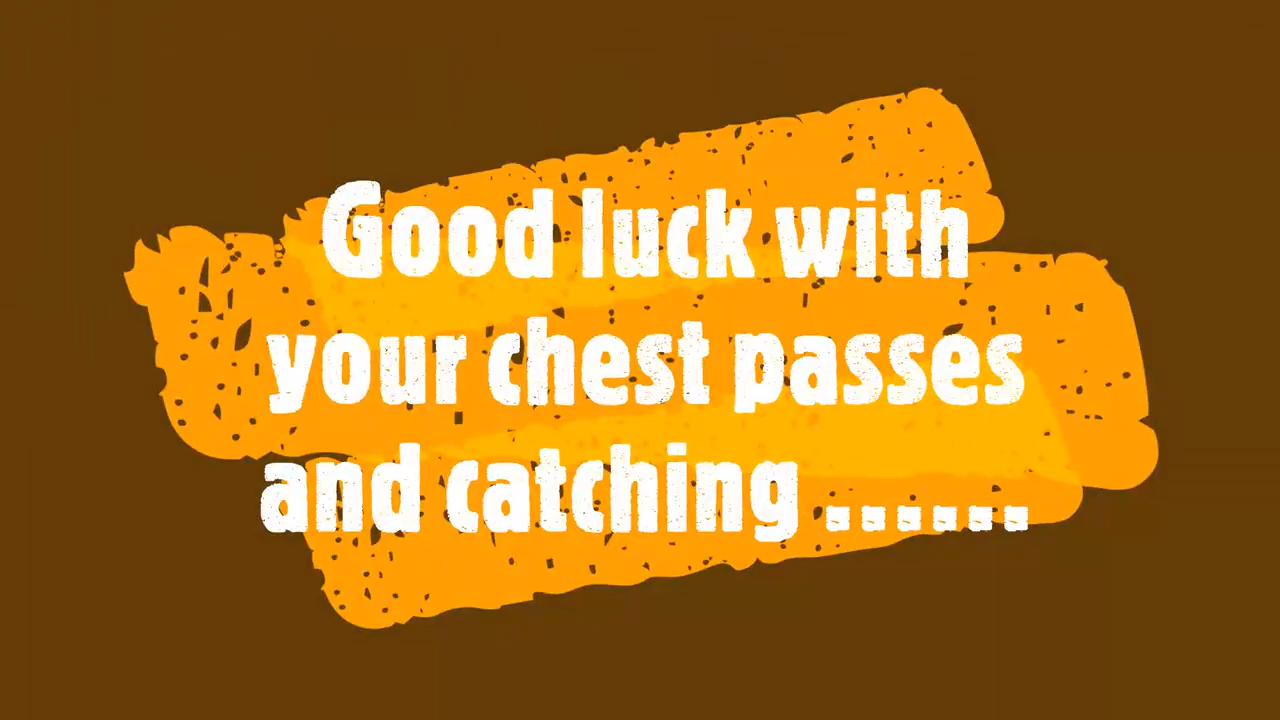 Good luck with
your chest passes
and catching ......